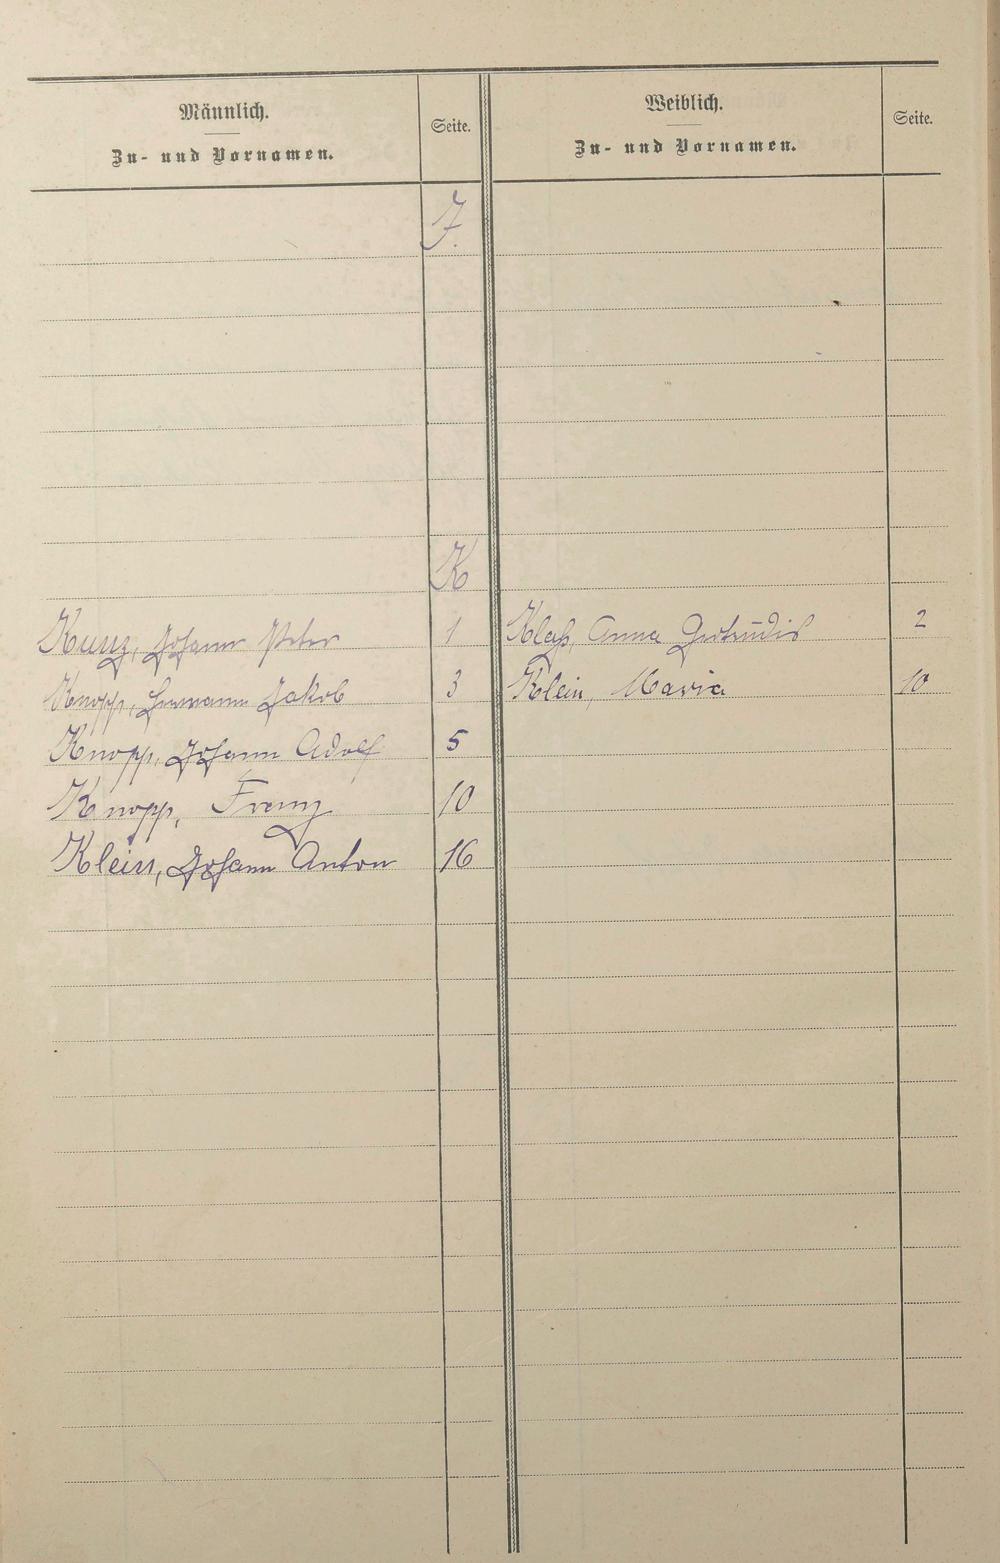 Männlich.
Zu- und Vornamen.
Seite.
Weiblich.
Zu- und Vornamen.
Seite.
J.
K
Kunz, Johann Peter 1 Klaß, Anna Gertrudis 2
Knopp, Hermann Jakob 3 Klein, Maria 10
Knopp, Johann Adolf 5
Knopp, Franz 10
Klein, Johann Anton 16